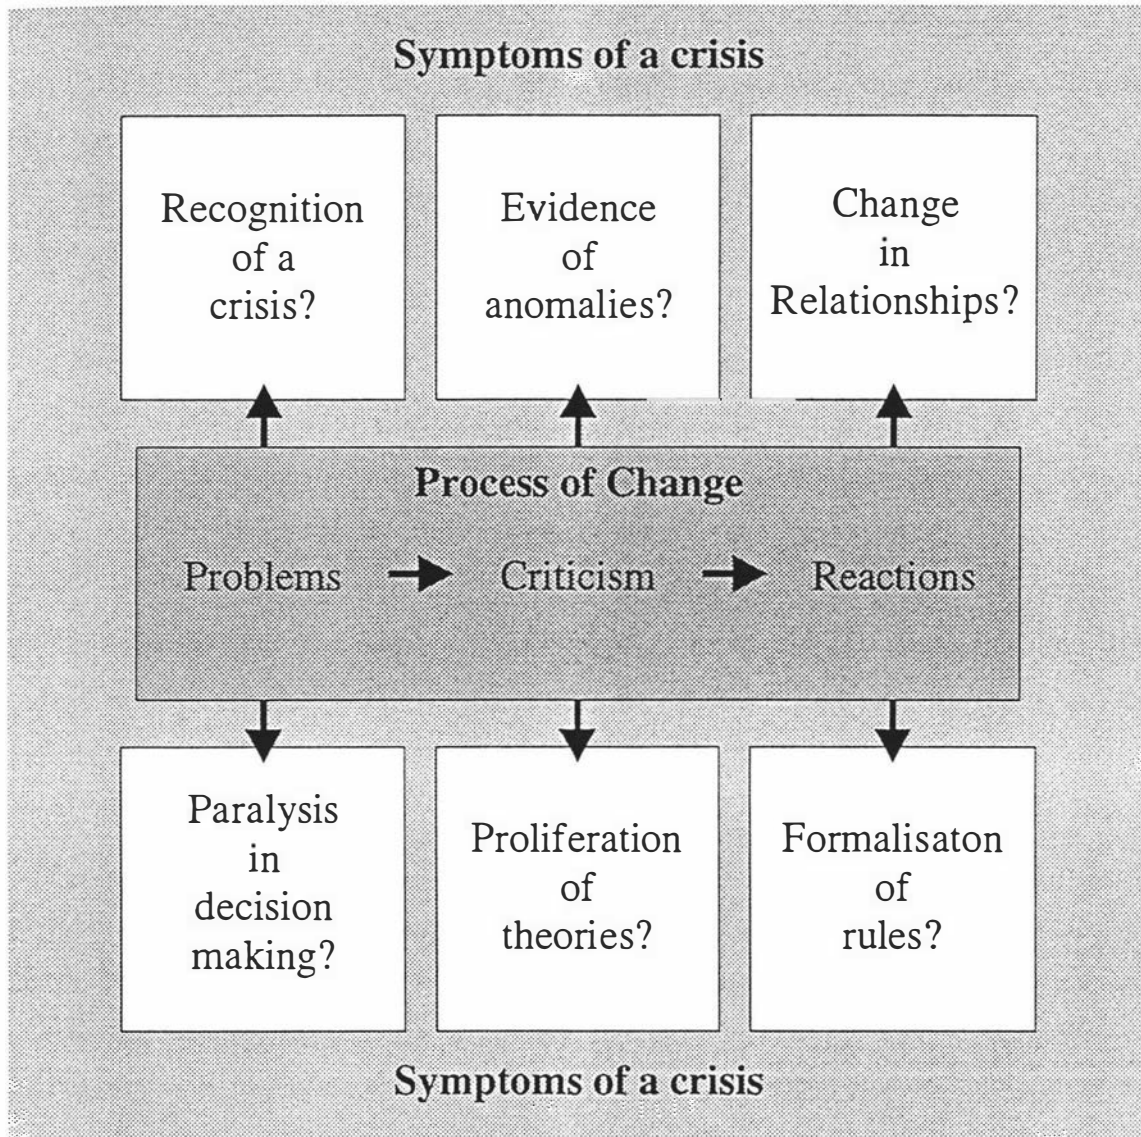 Symptoms of a crisis
Recognition
of a
crisis?
Evidence
of
anomalies?
Change
in
Relationships?
Process of Change
Problems
Criticism
Reactions
Paralysis
in
decision
making?
Proliferation
of
theories?
Formalisaton
of
rules?
Symptoms of a crisis